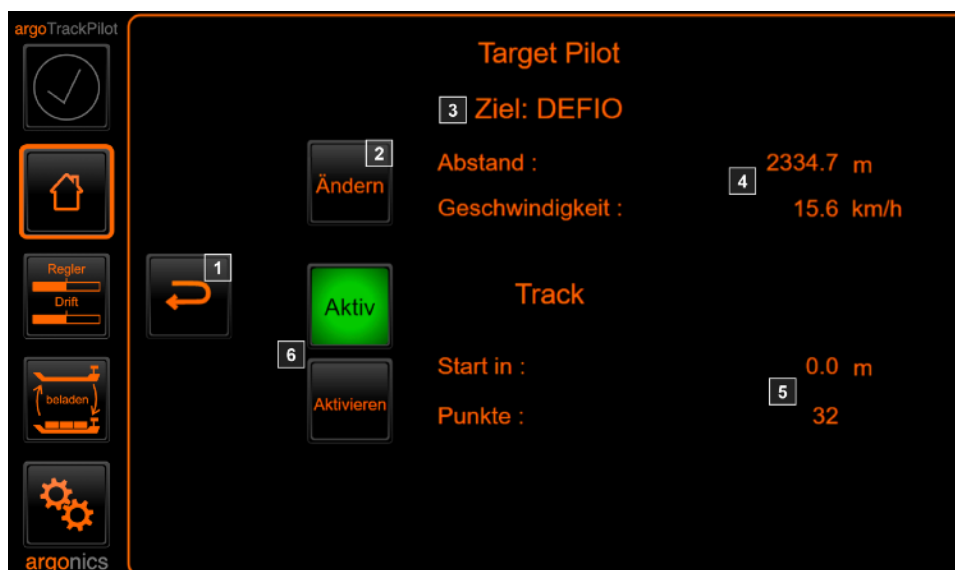 argoTrackPilot
Target Pilot
3 Ziel: DEFIO
2
Ändern
Abstand : 2334.7 m
4
Geschwindigkeit : 15.6 km/h
Regler
Drift
1
Aktiv
Track
6
Start in : 0.0 m
5
beladen
Aktivieren
Punkte : 32
argonics